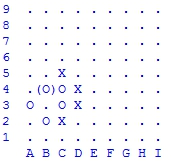 9 . . . . . . . . .
8 . . . . . . . . .
7 . . . . . . . . .
6 . . . . . . . . .
5 . . X . . . . . .
4 . (O)O X . . . . .
3 O . O X . . . . .
2 . O X . . . . . .
1 . . . . . . . . .
A B C D E F G H I